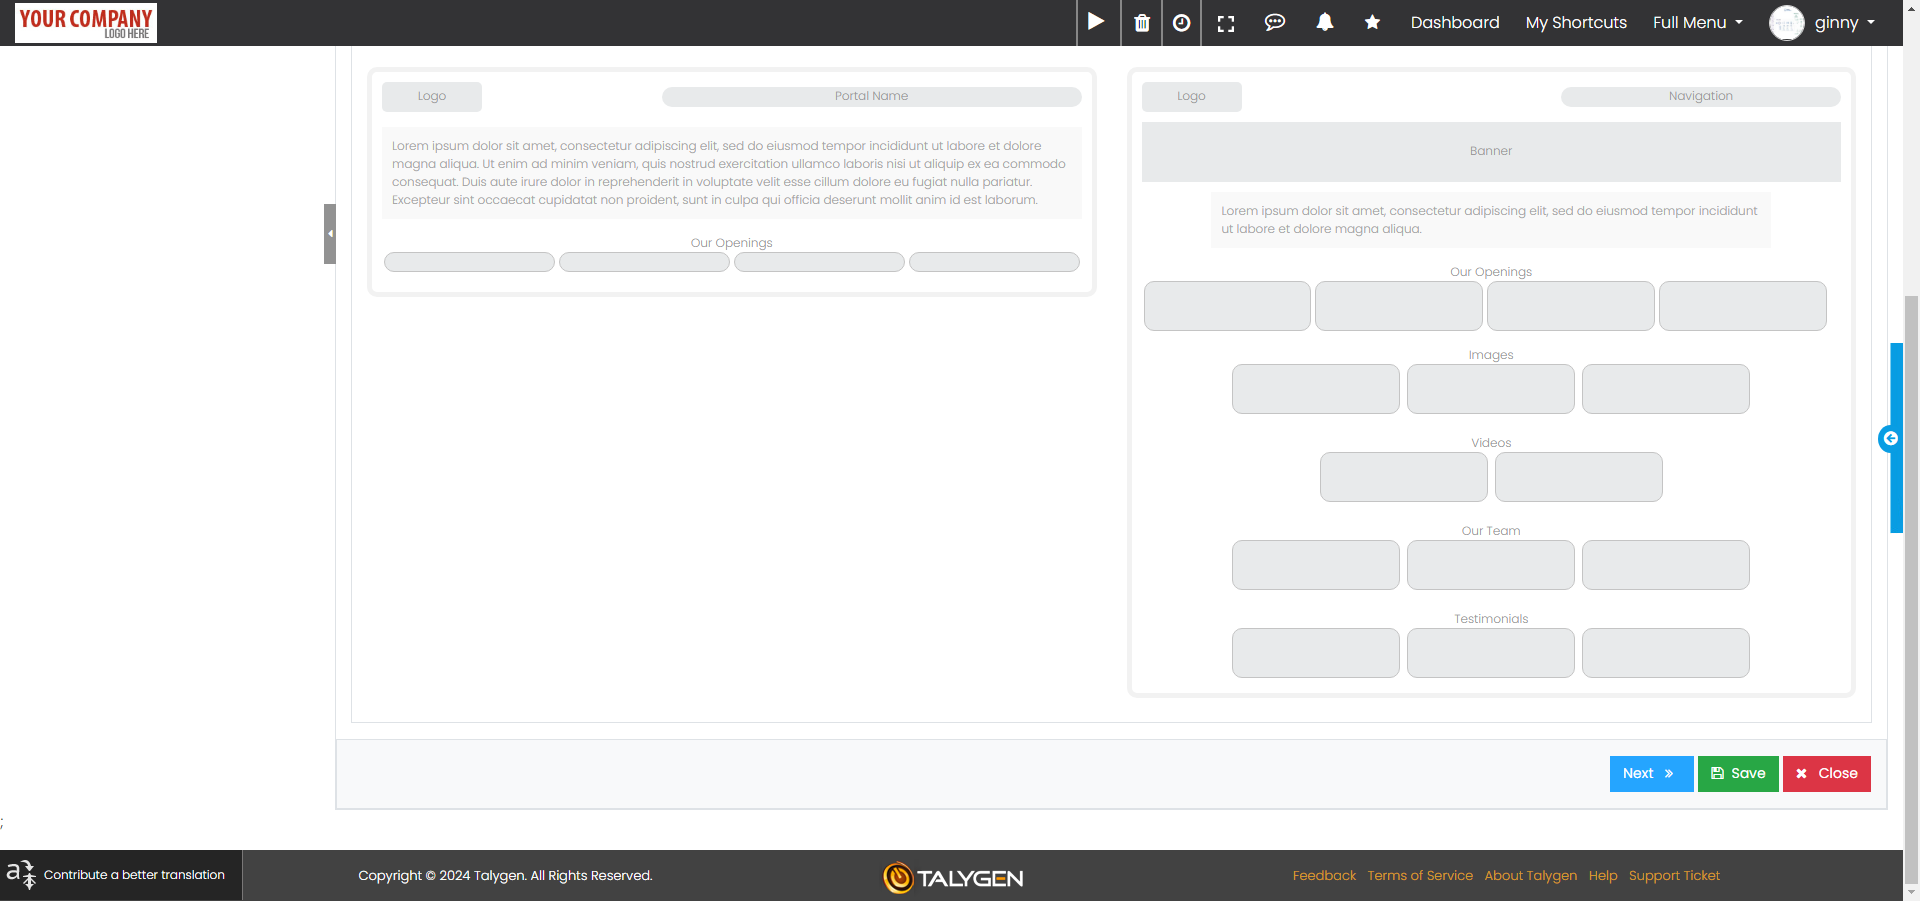 YOUR COMPANY
LOGO HERE
Dashboard
My Shortcuts
Full Menu
ginny
Logo
Portal Name
Lorem ipsum dolor sit amet, consectetur adipiscing elit, sed do eiusmod tempor incididunt ut labore et dolore
magna aliqua. Ut enim ad minim veniam, quis nostrud exercitation ullamco laboris nisi ut aliquip ex ea commodo
consequat. Duis aute irure dolor in reprehenderit in voluptate velit esse cillum dolore eu fugiat nulla pariatur.
Excepteur sint occaecat cupidatat non proident, sunt in culpa qui officia deserunt mollit anim id est laborum.
Our Openings
Logo
Navigation
Banner
Lorem ipsum dolor sit amet, consectetur adipiscing elit, sed do eiusmod tempor incididunt
ut labore et dolore magna aliqua.
Our Openings
Images
Videos
Our Team
Testimonials
Next »
Save
Close
;
Contribute a better translation
Copyright © 2024 Talygen. All Rights Reserved.
TALYGEN
Feedback
Terms of Service
About Talygen
Help
Support Ticket